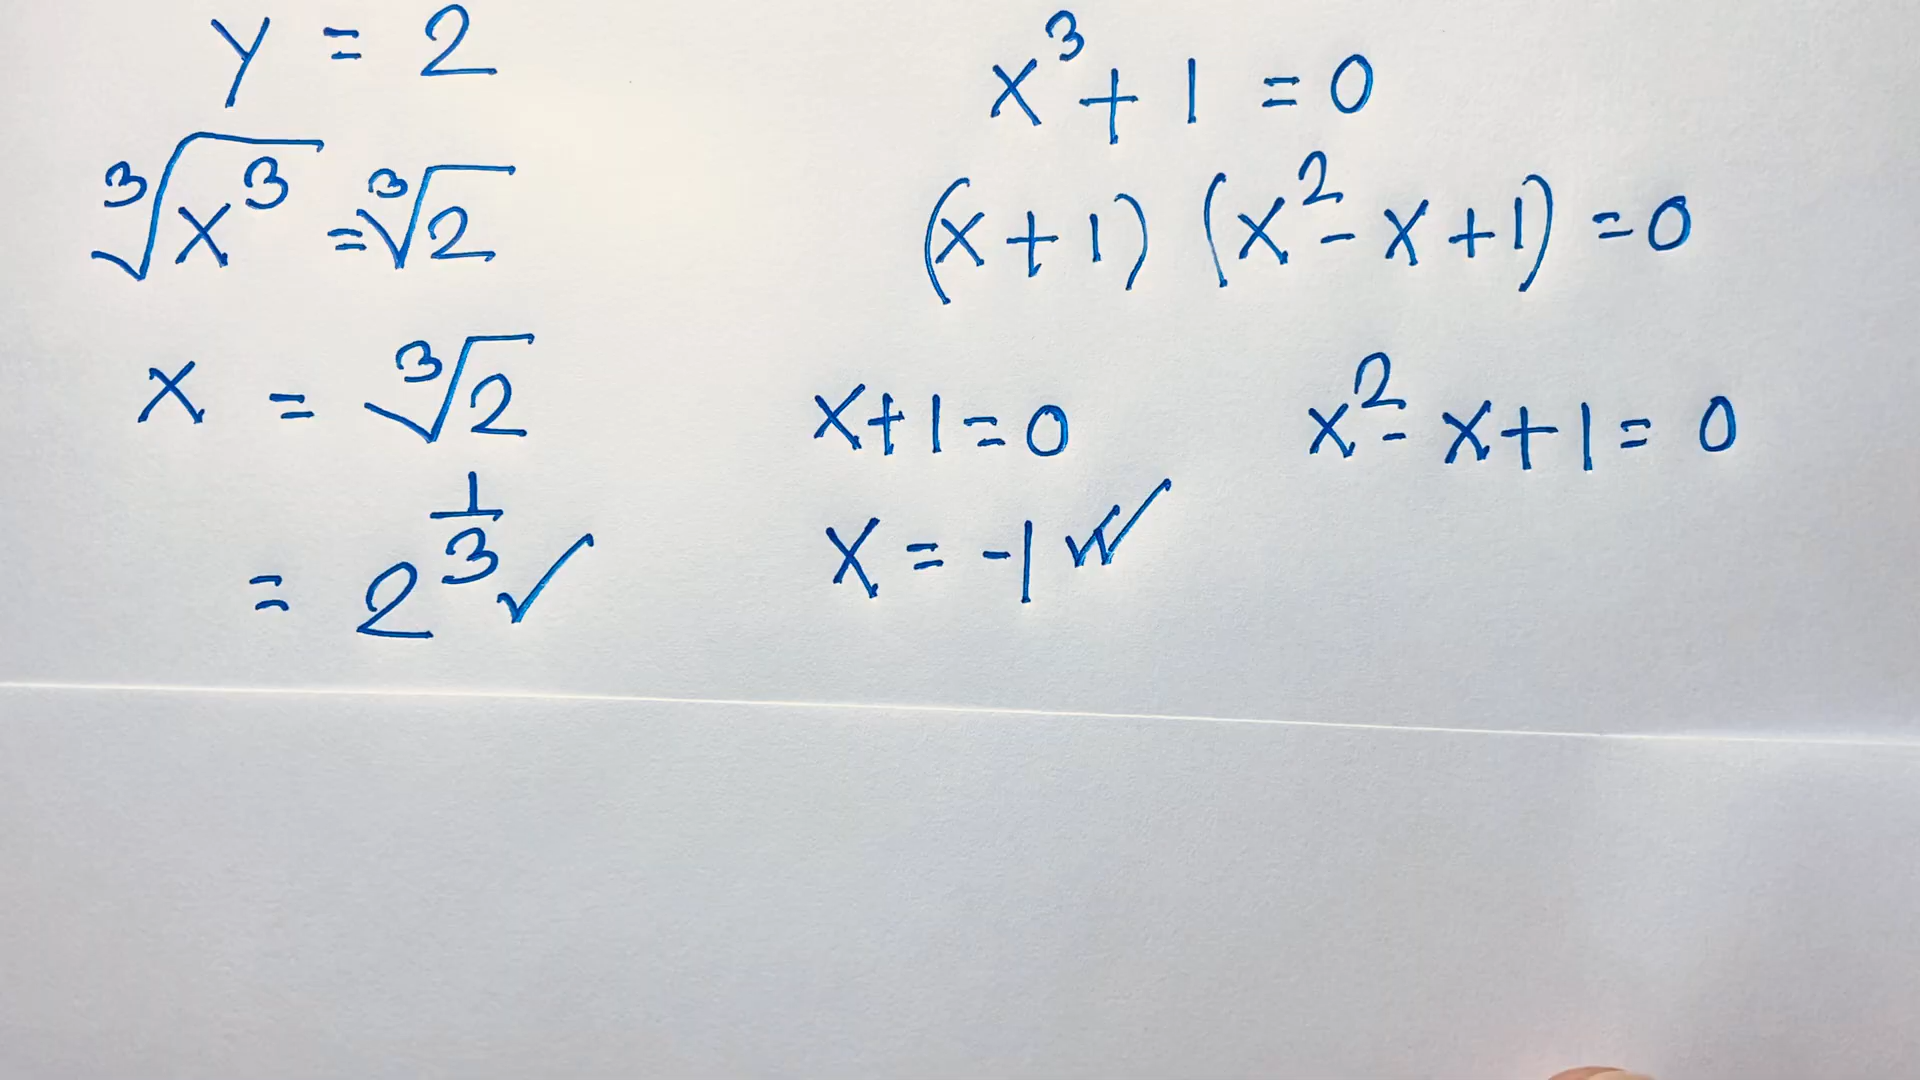 y = 2
∛x³ = ∛2
x = ∛2
= 2^(1/3) ✓
x³ + 1 = 0
(x + 1) (x² - x + 1) = 0
x + 1 = 0
x = -1 ✓✓
x² - x + 1 = 0